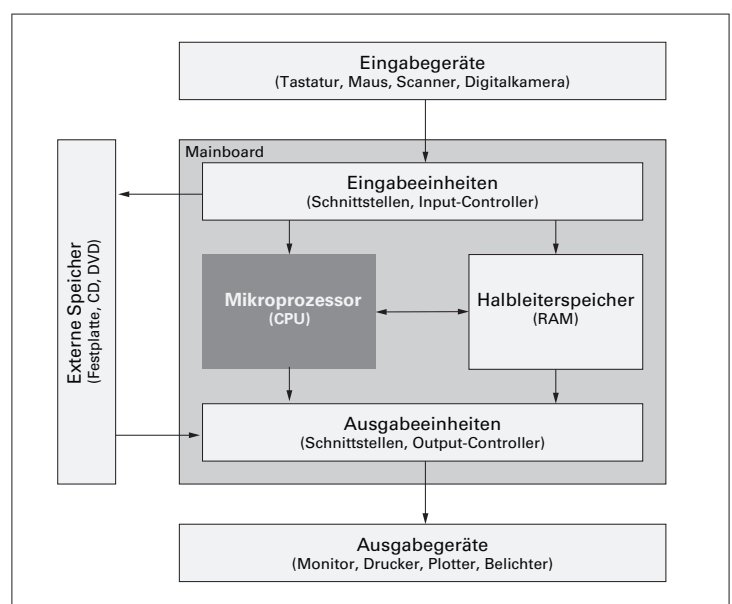 Eingabegeräte
(Tastatur, Maus, Scanner, Digitalkamera)
Mainboard
Eingabeeinheiten
(Schnittstellen, Input-Controller)
Externe Speicher
(Festplatte, CD, DVD)
Mikroprozessor
(CPU)
Halbleiterspeicher
(RAM)
Ausgabeeinheiten
(Schnittstellen, Output-Controller)
Ausgabegeräte
(Monitor, Drucker, Plotter, Belichter)